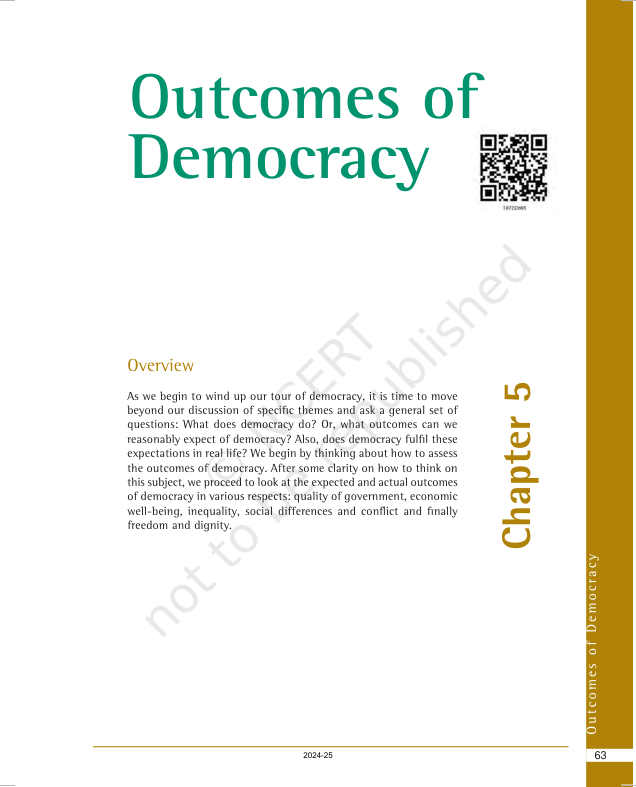 Outcomes of
Democracy
Overview
As we begin to wind up our tour of democracy, it is time to move
beyond our discussion of specific themes and ask a general set of
questions: What does democracy do? Or, what outcomes can we
reasonably expect of democracy? Also, does democracy fulfil these
expectations in real life? We begin by thinking about how to assess
the outcomes of democracy. After some clarity on how to think on
this subject, we proceed to look at the expected and actual outcomes
of democracy in various respects: quality of government, economic
well-being, inequality, social differences and conflict and finally
freedom and dignity.
Chapter 5
Outcomes of Democracy
© NCERT
not to be republished
2024-25
63